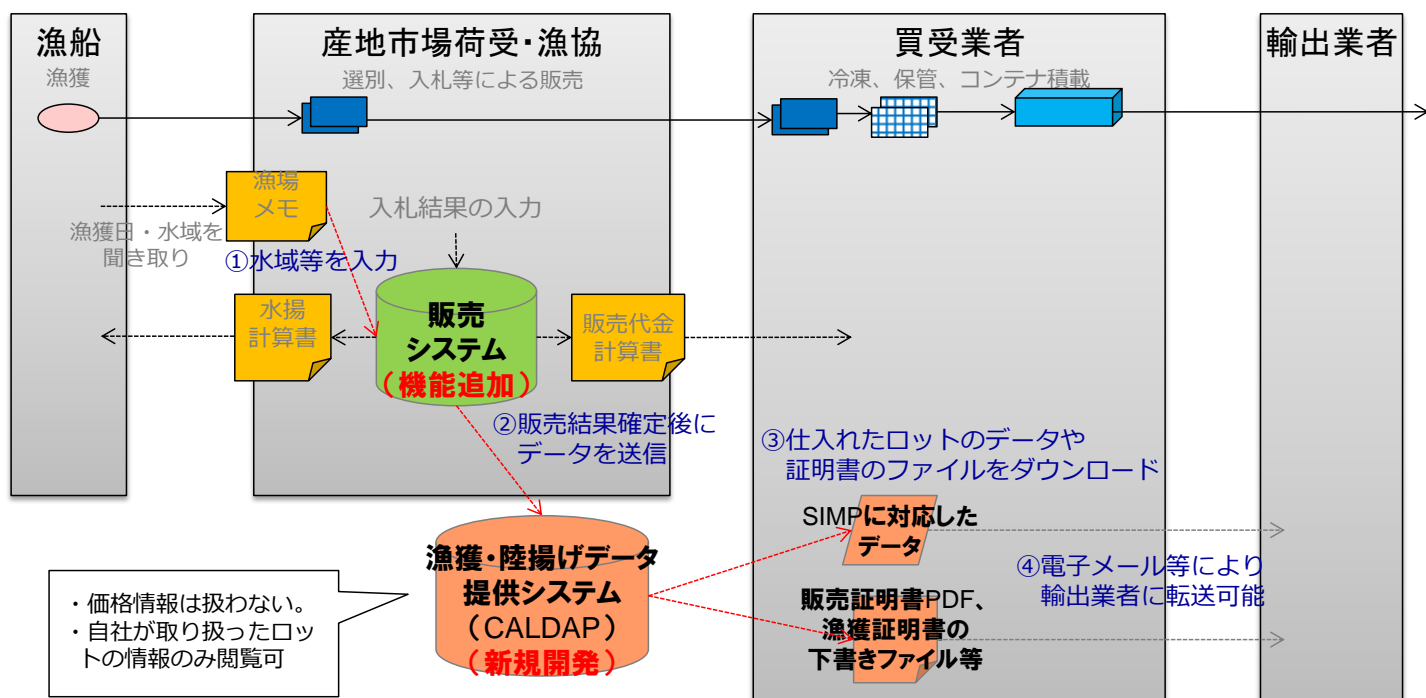 漁船
漁獲
産地市場荷受・漁協
選別、入札等による販売
買受業者
冷凍、保管、コンテナ積載
輸出業者
漁場
メモ
漁獲日・水域を
聞き取り
①水域等を入力
入札結果の入力
水揚
計算書
販売
システム
（機能追加）
販売代金
計算書
②販売結果確定後に
データを送信
③仕入れたロットのデータや
証明書のファイルをダウンロード
SIMPに対応した
データ
④電子メール等により
輸出業者に転送可能
漁獲・陸揚げデータ
提供システム
（CALDAP）
（新規開発）
販売証明書PDF、
漁獲証明書の
下書きファイル等
・価格情報は扱わない。
・自社が取り扱ったロッ
トの情報のみ閲覧可